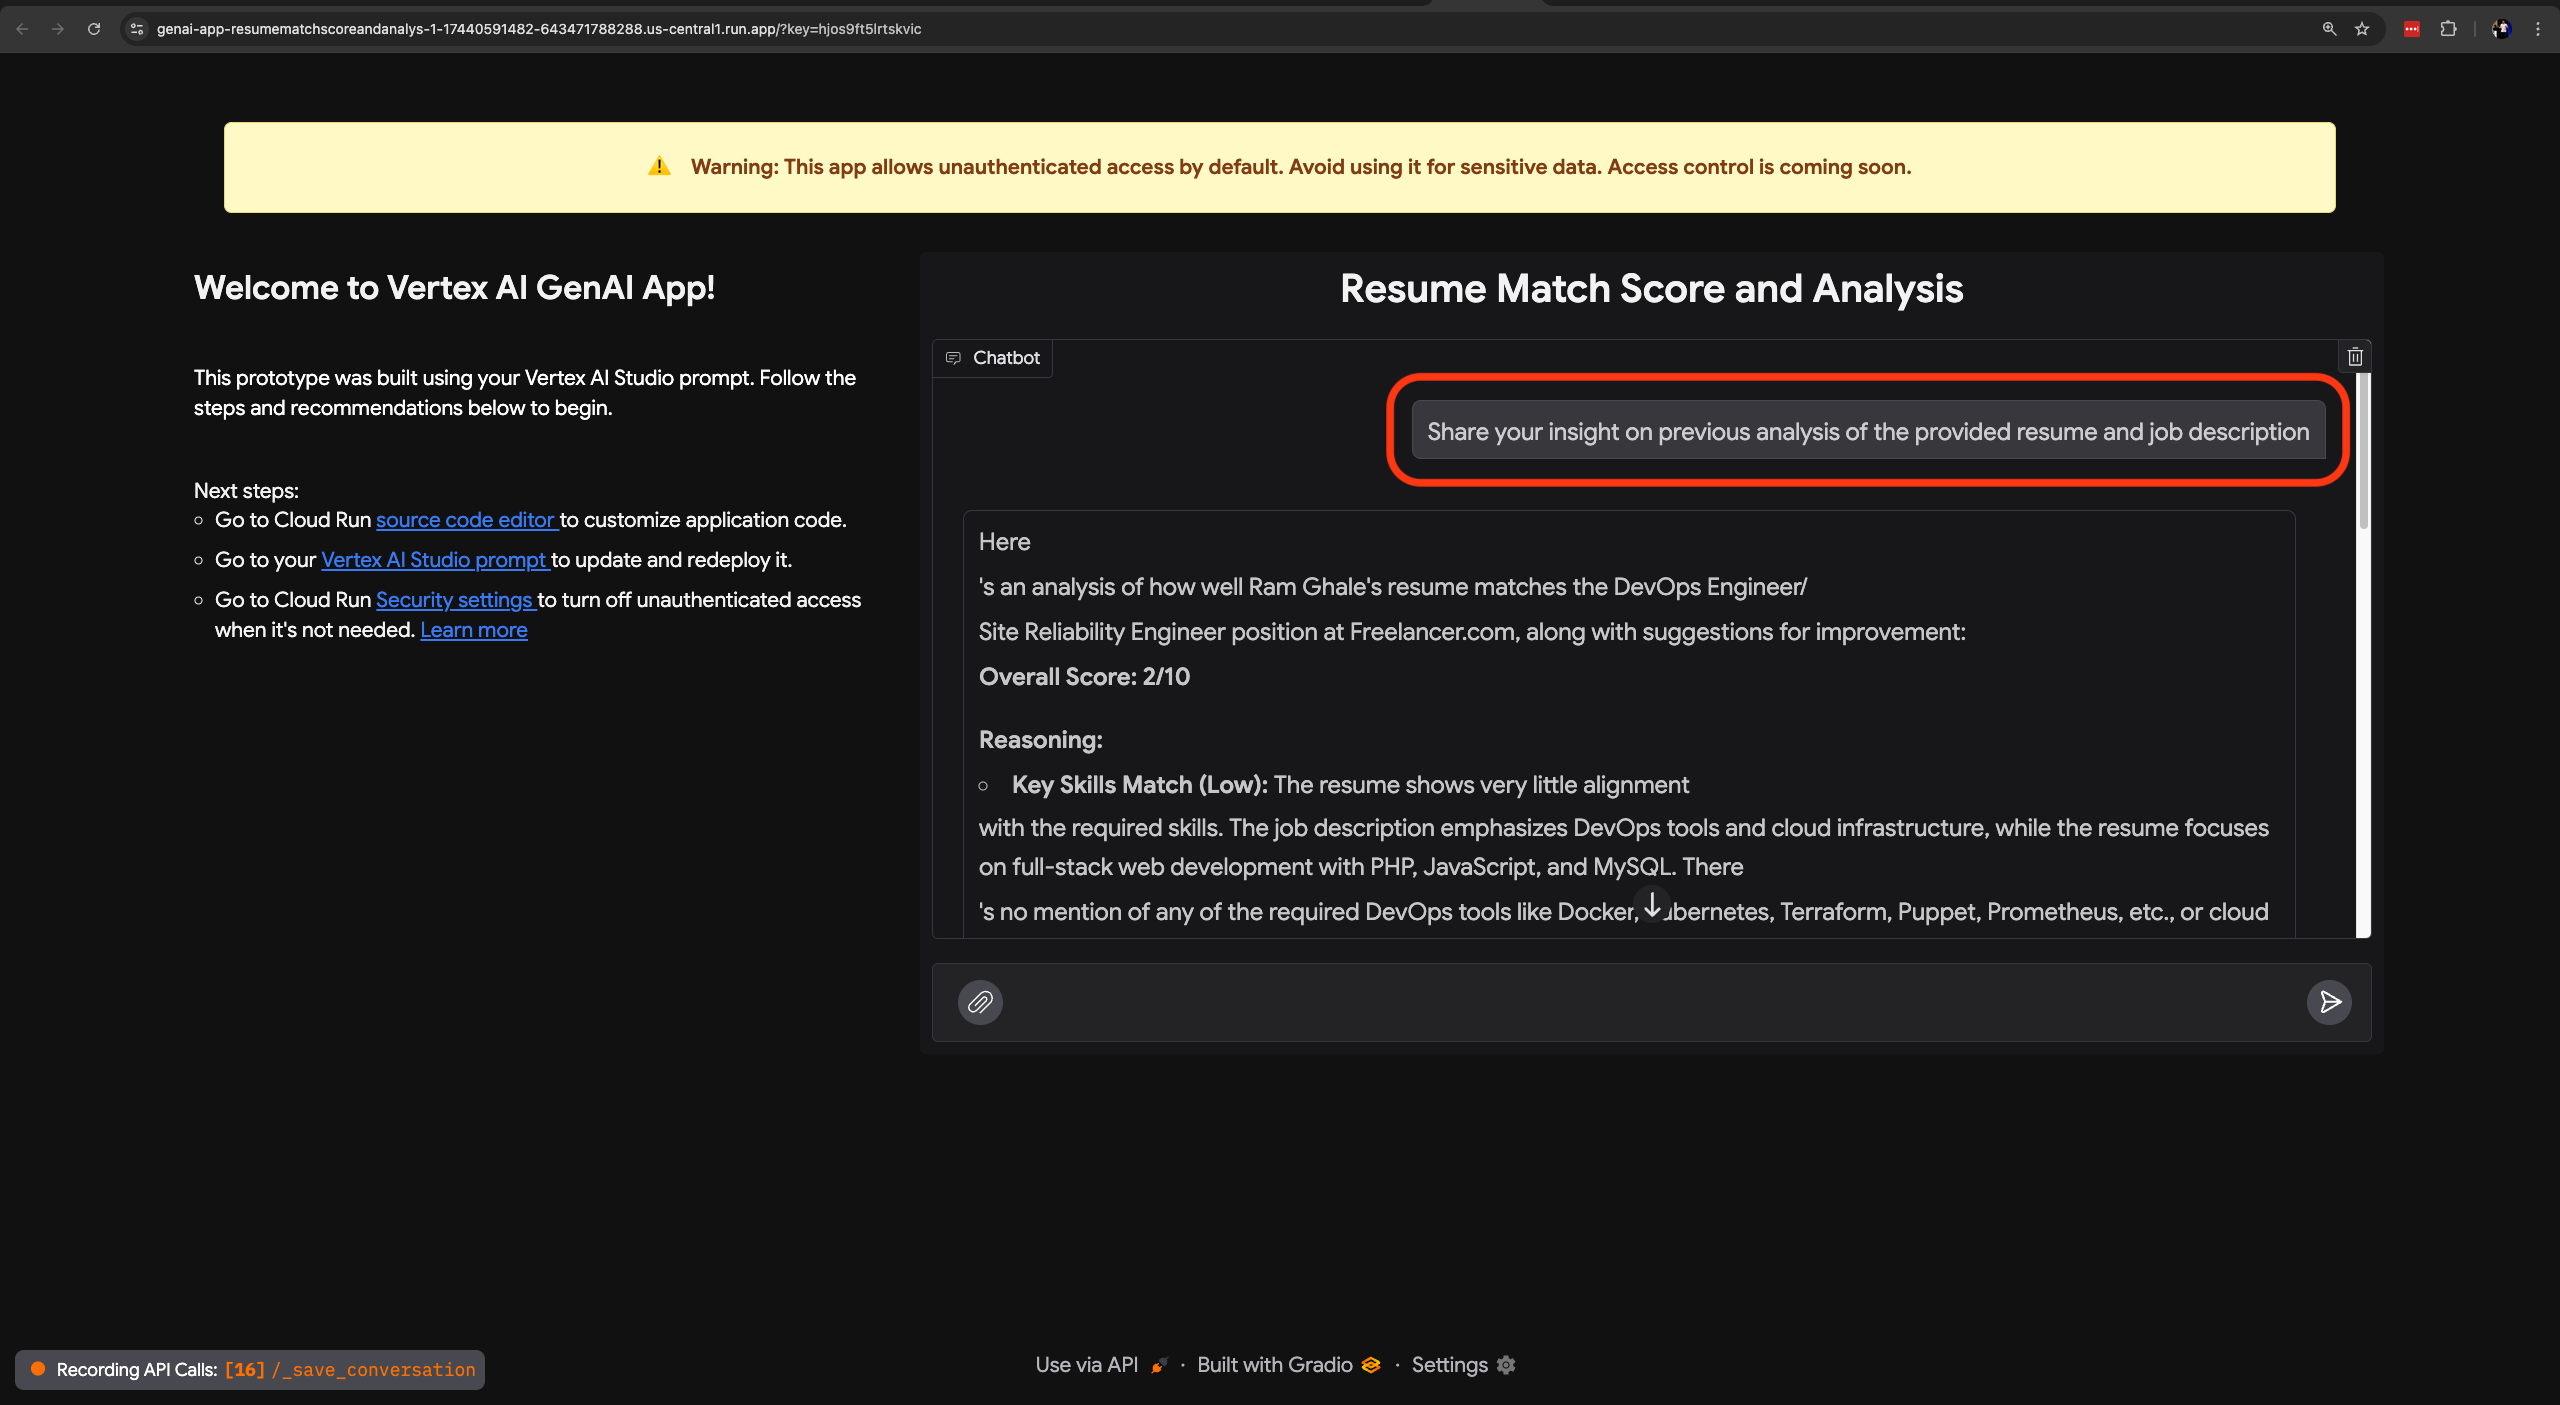 genai-app-resumematchscoreandanalys-1-17440591482-643471788288.us-central1.run.app/?key=hjos9ft5lrtskvic
Warning: This app allows unauthenticated access by default. Avoid using it for sensitive data. Access control is coming soon.
Welcome to Vertex AI GenAI App!
This prototype was built using your Vertex AI Studio prompt. Follow the
steps and recommendations below to begin.
Next steps:
Go to Cloud Run source code editor to customize application code.
Go to your Vertex AI Studio prompt to update and redeploy it.
Go to Cloud Run Security settings to turn off unauthenticated access
when it's not needed. Learn more
Resume Match Score and Analysis
Chatbot
Share your insight on previous analysis of the provided resume and job description
Here
's an analysis of how well Ram Ghale's resume matches the DevOps Engineer/
Site Reliability Engineer position at Freelancer.com, along with suggestions for improvement:
Overall Score: 2/10
Reasoning:
Key Skills Match (Low): The resume shows very little alignment
with the required skills. The job description emphasizes DevOps tools and cloud infrastructure, while the resume focuses
on full-stack web development with PHP, JavaScript, and MySQL. There
's no mention of any of the required DevOps tools like Docker, Terraform, Puppet, Prometheus, etc., or cloud
Recording API Calls: [16] /_save_conversation
Use via API · Built with Gradio · Settings